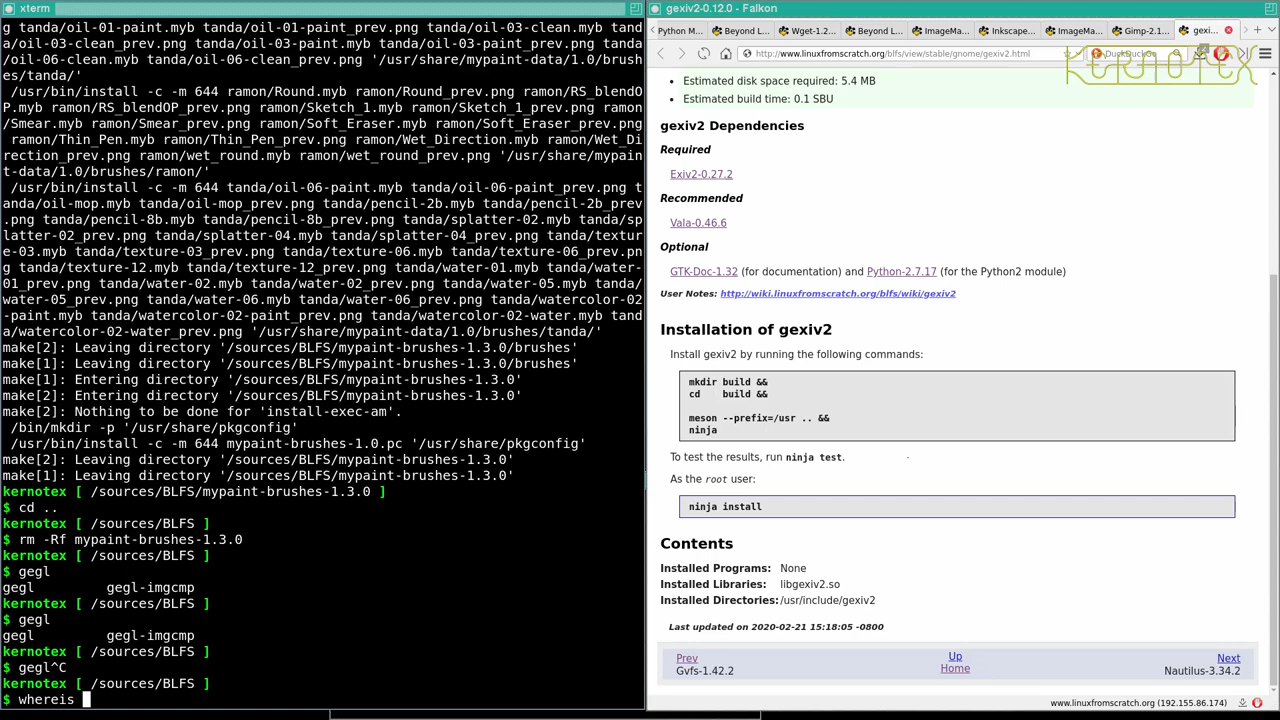 xterm
g tanda/oil-01-paint.myb tanda/oil-01-paint_prev.png tanda/oil-03-clean.myb tand
a/oil-03-clean_prev.png tanda/oil-03-paint.myb tanda/oil-03-paint_prev.png tanda
/oil-06-clean.myb tanda/oil-06-clean_prev.png '/usr/share/mypaint-data/1.0/brush
es/tanda/'
/usr/bin/install -c -m 644 ramon/Round.myb ramon/Round_prev.png ramon/RS_blendO
P.myb ramon/RS_blendOP_prev.png ramon/Sketch_1.myb ramon/Sketch_1_prev.png ramon
/Smear.myb ramon/Smear_prev.png ramon/Soft_Eraser.myb ramon/Soft_Eraser_prev.png
ramon/Thin_Pen.myb ramon/Thin_Pen_prev.png ramon/Wet_Direction.myb ramon/Wet_Di
rection_prev.png ramon/wet_round.myb ramon/wet_round_prev.png '/usr/share/mypain
t-data/1.0/brushes/ramon/'
/usr/bin/install -c -m 644 tanda/oil-06-paint.myb tanda/oil-06-paint_prev.png t
anda/oil-mop.myb tanda/oil-mop_prev.png tanda/pencil-2b.myb tanda/pencil-2b_prev
.png tanda/pencil-8b.myb tanda/pencil-8b_prev.png tanda/splatter-02.myb tanda/sp
latter-02_prev.png tanda/splatter-04.myb tanda/splatter-04_prev.png tanda/textur
e-03.myb tanda/texture-03_prev.png tanda/texture-06.myb tanda/texture-06_prev.pn
g tanda/texture-12.myb tanda/texture-12_prev.png tanda/water-01.myb tanda/water-
01_prev.png tanda/water-02.myb tanda/water-02_prev.png tanda/water-05.myb tanda/
water-05_prev.png tanda/water-06.myb tanda/water-06_prev.png tanda/watercolor-02
-paint.myb tanda/watercolor-02-paint_prev.png tanda/watercolor-02-water.myb tand
a/watercolor-02-water_prev.png '/usr/share/mypaint-data/1.0/brushes/tanda/'
make[2]: Leaving directory '/sources/BLFS/mypaint-brushes-1.3.0/brushes'
make[1]: Leaving directory '/sources/BLFS/mypaint-brushes-1.3.0/brushes'
make[1]: Entering directory '/sources/BLFS/mypaint-brushes-1.3.0'
make[2]: Entering directory '/sources/BLFS/mypaint-brushes-1.3.0'
make[2]: Nothing to be done for 'install-exec-am'.
/bin/mkdir -p '/usr/share/pkgconfig'
/usr/bin/install -c -m 644 mypaint-brushes-1.0.pc '/usr/share/pkgconfig'
make[2]: Leaving directory '/sources/BLFS/mypaint-brushes-1.3.0'
make[1]: Leaving directory '/sources/BLFS/mypaint-brushes-1.3.0'
kernotex [ /sources/BLFS/mypaint-brushes-1.3.0 ]
$ cd ..
kernotex [ /sources/BLFS ]
$ rm -Rf mypaint-brushes-1.3.0
kernotex [ /sources/BLFS ]
$ gegl
gegl gegl-imgcmp
kernotex [ /sources/BLFS ]
$ gegl
gegl gegl-imgcmp
kernotex [ /sources/BLFS ]
$ gegl^C
kernotex [ /sources/BLFS ]
$ whereis
gexiv2-0.12.0 - Falkon
Python M... Beyond L... Wget-1.2... Beyond L... ImageMa... Inkscape... ImageMa... Gimp-2.1... gexi...
http://www.linuxfromscratch.org/blfs/view/stable/gnome/gexiv2.html
DuckDuckGo
KERNOTEX
• Estimated disk space required: 5.4 MB
• Estimated build time: 0.1 SBU
gexiv2 Dependencies
Required
Exiv2-0.27.2
Recommended
Vala-0.46.6
Optional
GTK-Doc-1.32 (for documentation) and Python-2.7.17 (for the Python2 module)
User Notes: http://wiki.linuxfromscratch.org/blfs/wiki/gexiv2
Installation of gexiv2
Install gexiv2 by running the following commands:
mkdir build &&
cd build &&
meson --prefix=/usr .. &&
ninja
To test the results, run ninja test.
As the root user:
ninja install
Contents
Installed Programs: None
Installed Libraries: libgexiv2.so
Installed Directories: /usr/include/gexiv2
Last updated on 2020-02-21 15:18:05 -0800
Prev Up Next
Gvfs-1.42.2 Home Nautilus-3.34.2
www.linuxfromscratch.org (192.155.86.174)